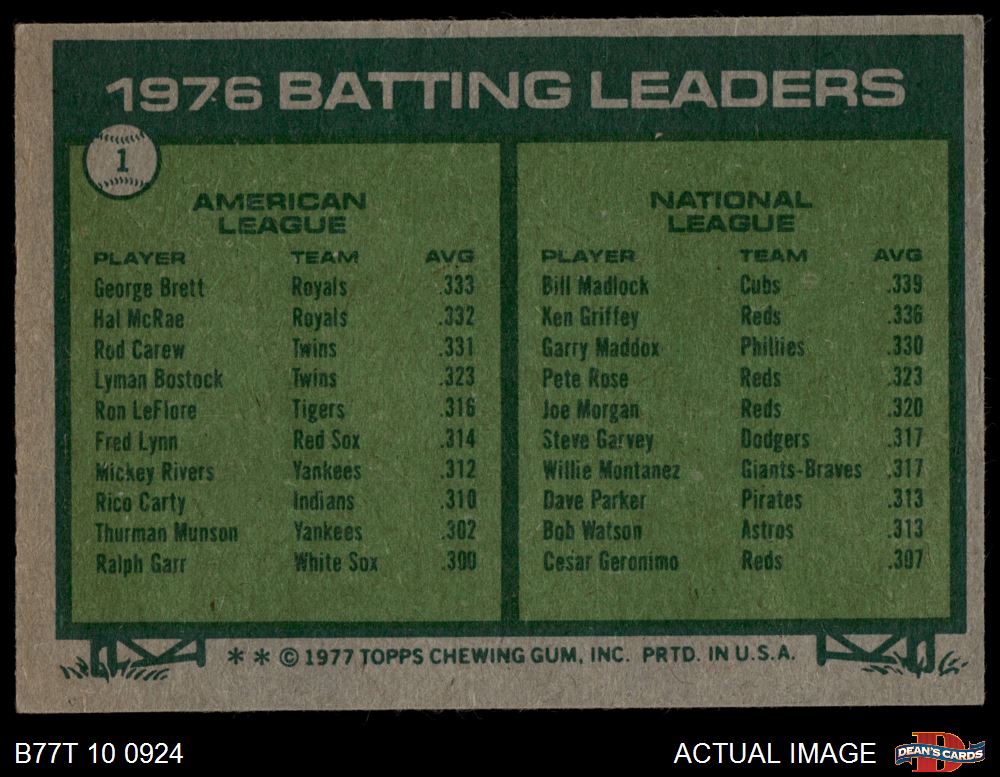 1976 BATTING LEADERS
1
AMERICAN
LEAGUE
PLAYER TEAM AVG
George Brett Royals .333
Hal McRae Royals .332
Rod Carew Twins .331
Lyman Bostock Twins .323
Ron LeFlore Tigers .316
Fred Lynn Red Sox .314
Mickey Rivers Yankees .312
Rico Carty Indians .310
Thurman Munson Yankees .302
Ralph Garr White Sox .300
NATIONAL
LEAGUE
PLAYER TEAM AVG
Bill Madlock Cubs .339
Ken Griffey Reds .336
Garry Maddox Phillies .330
Pete Rose Reds .323
Joe Morgan Reds .320
Steve Garvey Dodgers .317
Willie Montanez Giants-Braves .317
Dave Parker Pirates .313
Bob Watson Astros .313
Cesar Geronimo Reds .307
* * © 1977 TOPPS CHEWING GUM, INC. PRTD. IN U.S.A.
B77T 10 0924
ACTUAL IMAGE
D
DEAN'S CARDS